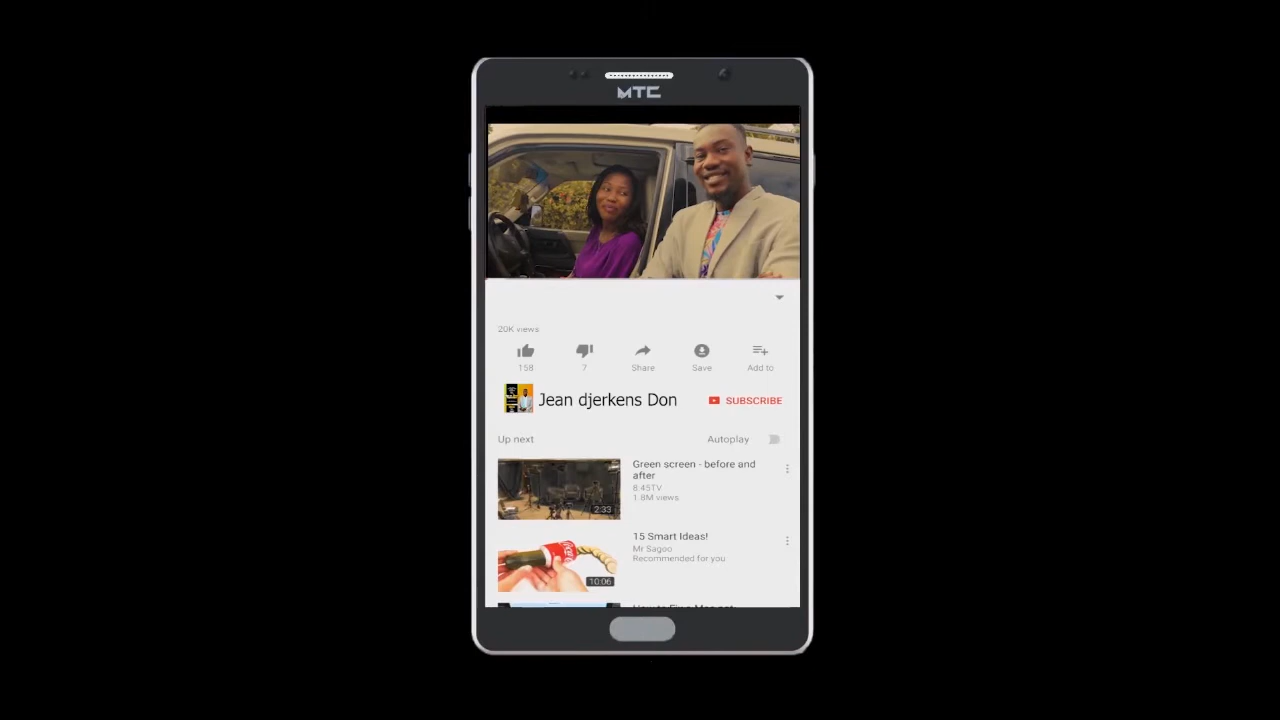 MTC
20K views
158
7
Share
Save
Add to
Jean djerkens Don
SUBSCRIBE
Up next
Autoplay
Green screen - before and
after
8:45TV
1.8M views
2:33
15 Smart Ideas!
Mr Sagoo
Recommended for you
10:06